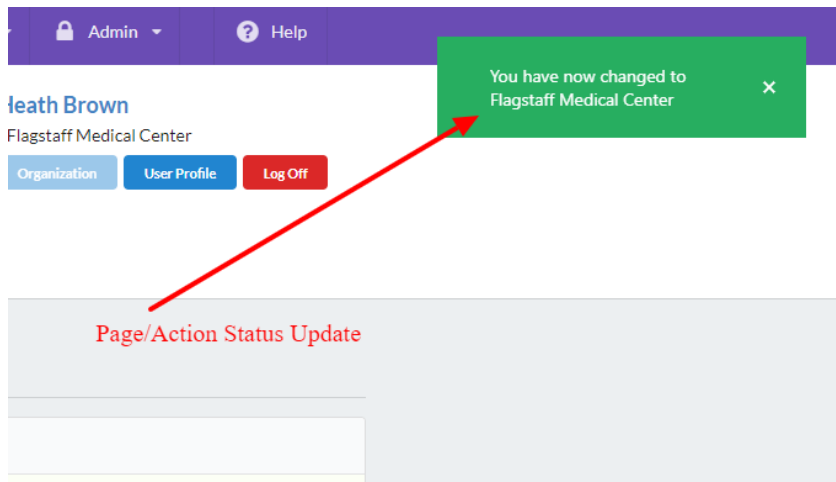 Admin
Help
You have now changed to
Flagstaff Medical Center
Heath Brown
Flagstaff Medical Center
Organization
User Profile
Log Off
Page/Action Status Update